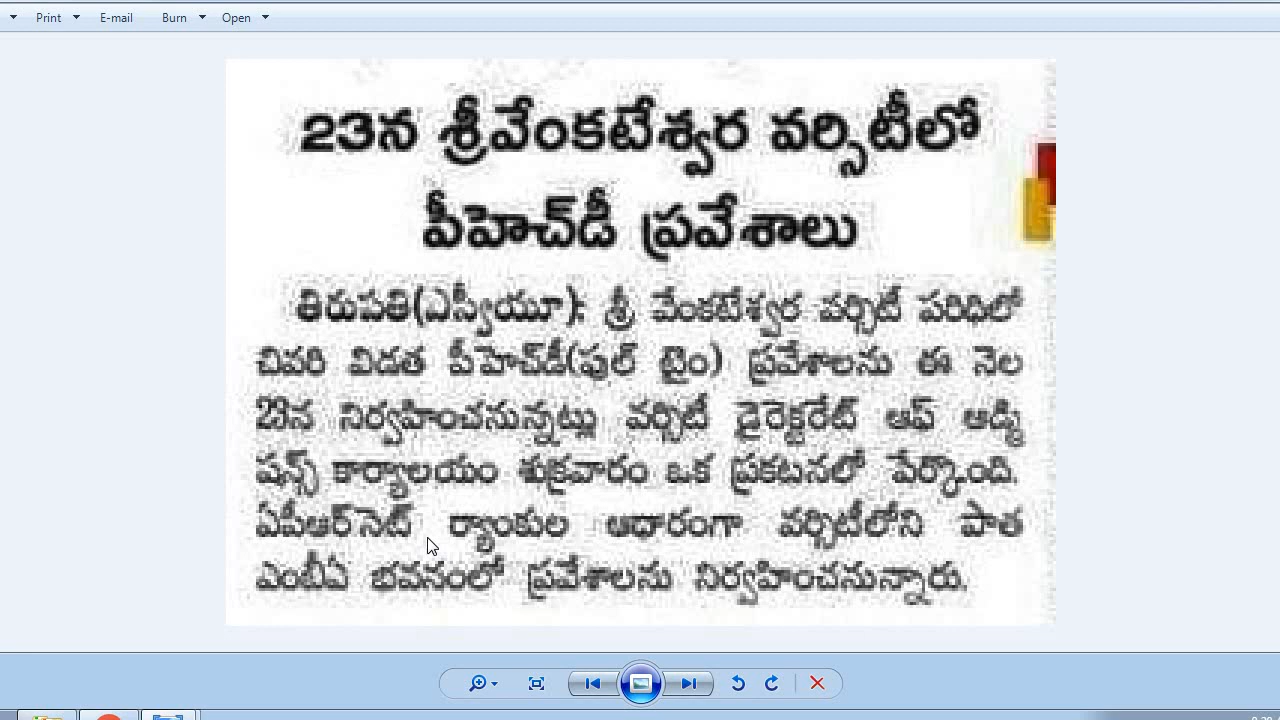 Print E-mail Burn Open
23న శ్రీవేంకటేశ్వర వర్సిటీలో
పీహెచ్‌డీ ప్రవేశాలు
తిరుపతి(ఎస్వీయూ): శ్రీ వేంకటేశ్వర వర్సిటీ పరిధిలో
చివరి విడత పీహెచ్‌డీ(ఫుల్ టైం) ప్రవేశాలను ఈ నెల
23న నిర్వహించనున్నట్లు వర్సిటీ డైరెక్టరేట్ ఆఫ్ ఆడ్మి
షన్స్ కార్యాలయం శుక్రవారం ఒక ప్రకటనలో పేర్కొంది.
ఏపీఆర్‌సెట్ ర్యాంకుల ఆధారంగా వర్సిటీలోని పాత
ఎంబీఏ భవనంలో ప్రవేశాలను నిర్వహించనున్నారు.